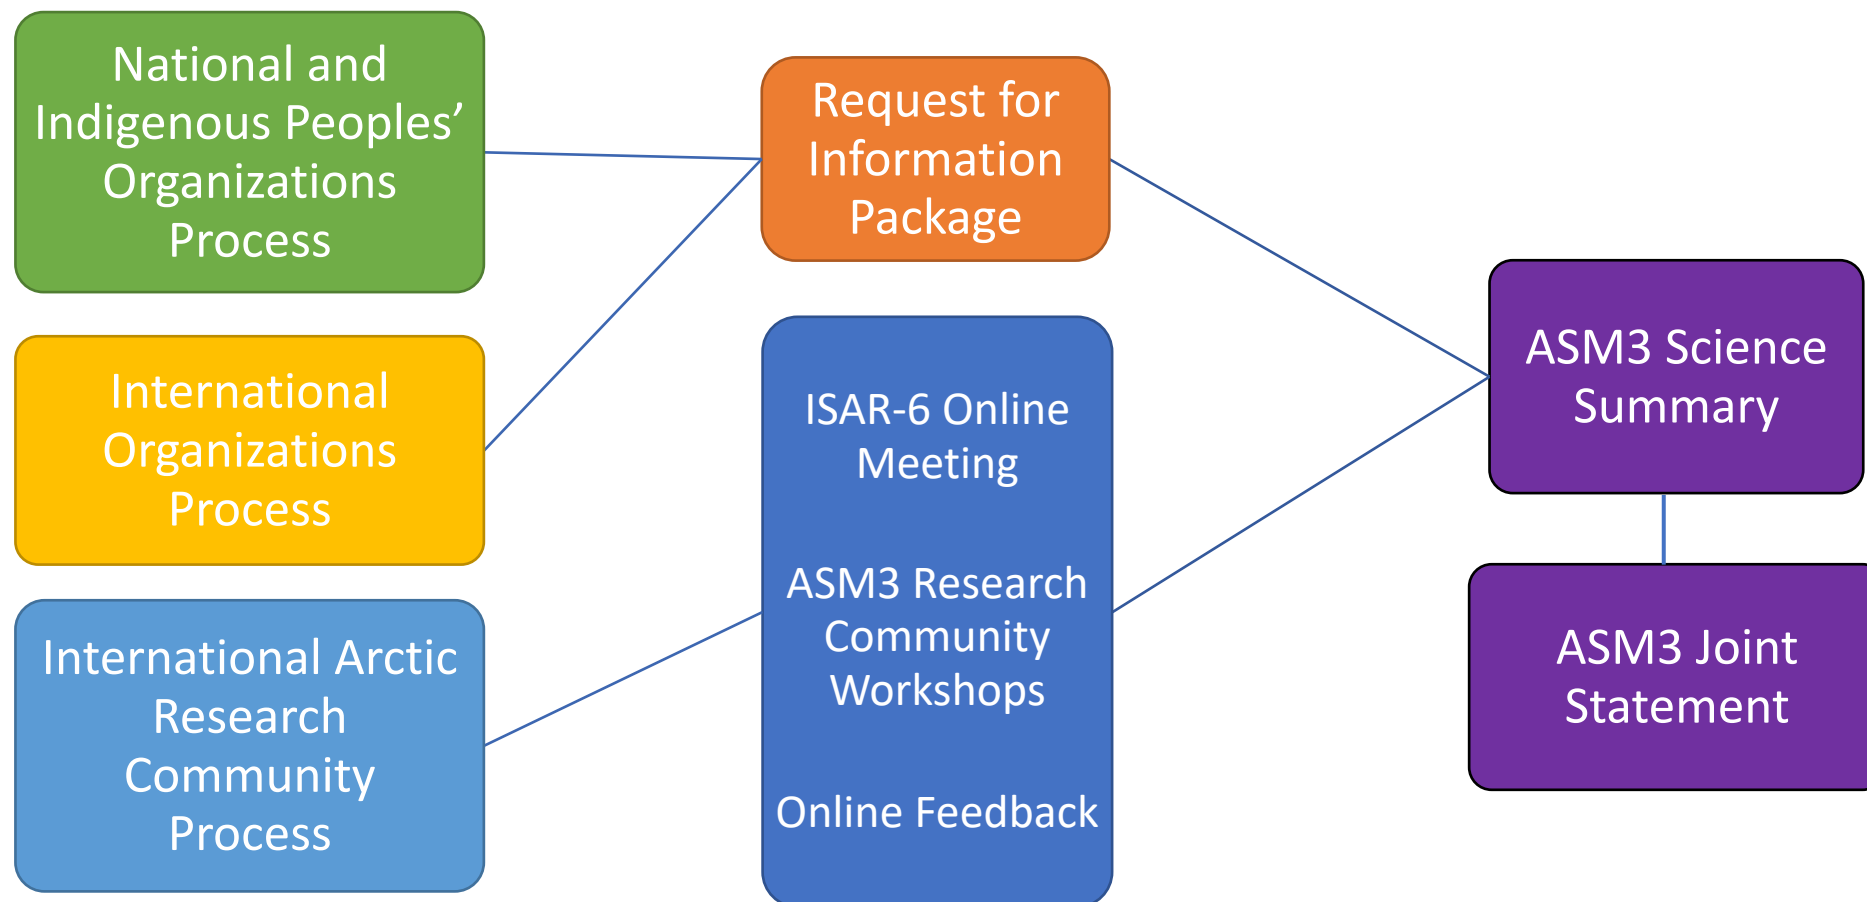 National and
Indigenous Peoples’
Organizations
Process
Request for
Information
Package
International
Organizations
Process
ISAR-6 Online
Meeting
ASM3 Research
Community
Workshops
Online Feedback
International Arctic
Research
Community
Process
ASM3 Science
Summary
ASM3 Joint
Statement